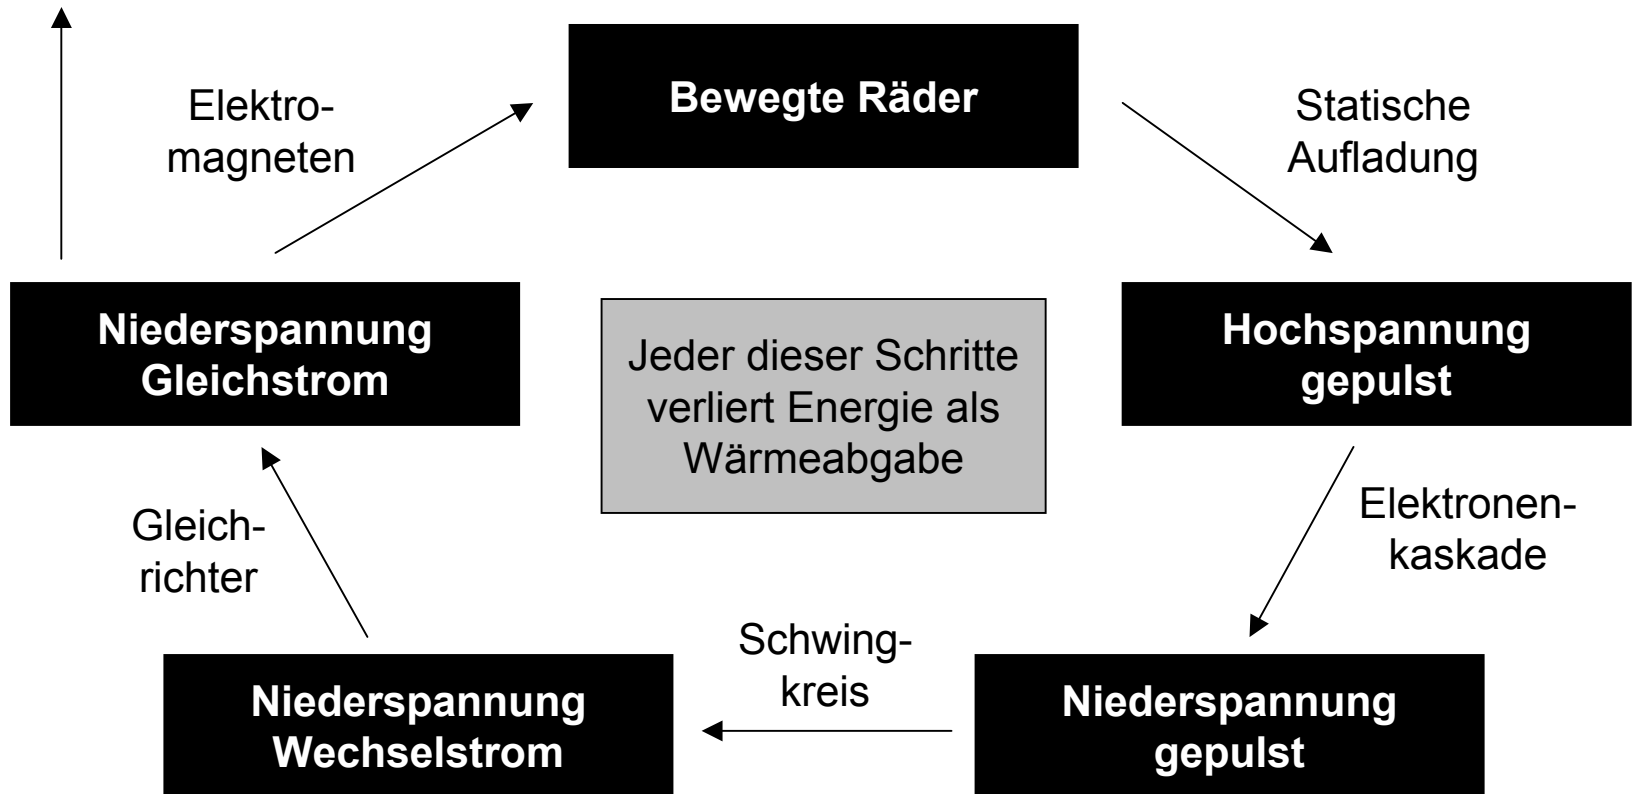 Bewegte Räder
Elektro-
magneten
Statische
Aufladung
Niederspannung
Gleichstrom
Jeder dieser Schritte
verliert Energie als
Wärmeabgabe
Hochspannung
gepulst
Gleich-
richter
Elektronen-
kaskade
Schwing-
kreis
Niederspannung
Wechselstrom
Niederspannung
gepulst